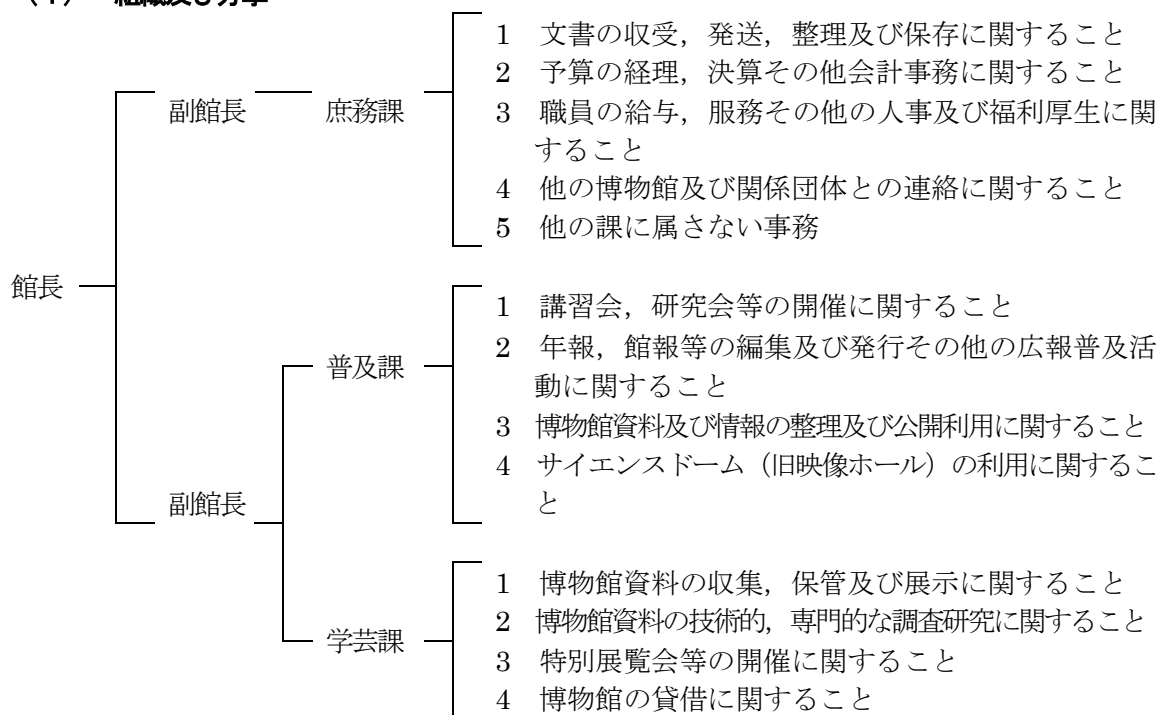 副館長
庶務課
1 文書の収受,発送,整理及び保存に関すること
2 予算の経理,決算その他会計事務に関すること
3 職員の給与,服務その他の人事及び福利厚生に関
すること
4 他の博物館及び関係団体との連絡に関すること
5 他の課に属さない事務
館長
普及課
1 講習会,研究会等の開催に関すること
2 年報,館報等の編集及び発行その他の広報普及活
動に関すること
3 博物館資料及び情報の整理及び公開利用に関すること
4 サイエンスドーム(旧映像ホール)の利用に関するこ
と
副館長
学芸課
1 博物館資料の収集,保管及び展示に関すること
2 博物館資料の技術的,専門的な調査研究に関すること
3 特別展覧会等の開催に関すること
4 博物館の貸借に関すること